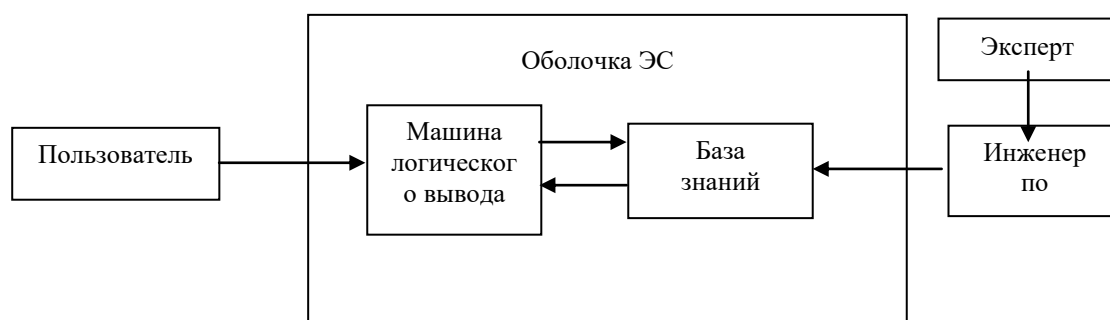 Оболочка ЭС
Эксперт
Пользователь
Машина
логическог
о вывода
База
знаний
Инженер
по